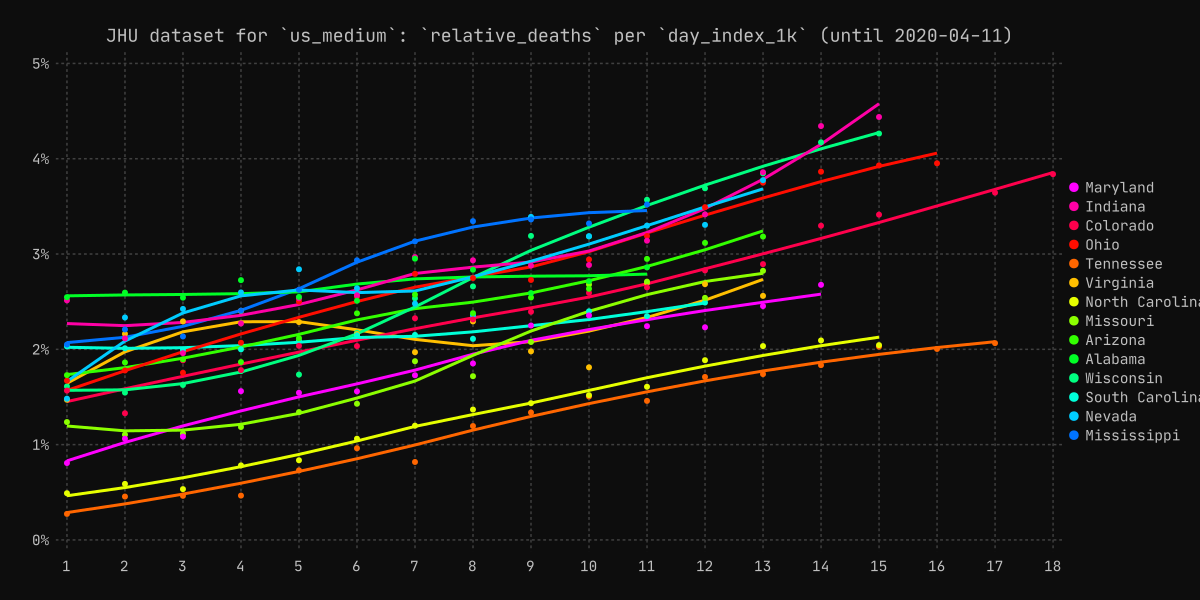 JHU dataset for `us_medium`: `relative_deaths` per `day_index_1k` (until 2020-04-11)
5%
4%
3%
2%
1%
0%
1 2 3 4 5 6 7 8 9 10 11 12 13 14 15 16 17 18
Maryland
Indiana
Colorado
Ohio
Tennessee
Virginia
North Carolina
Missouri
Arizona
Alabama
Wisconsin
South Carolina
Nevada
Mississippi